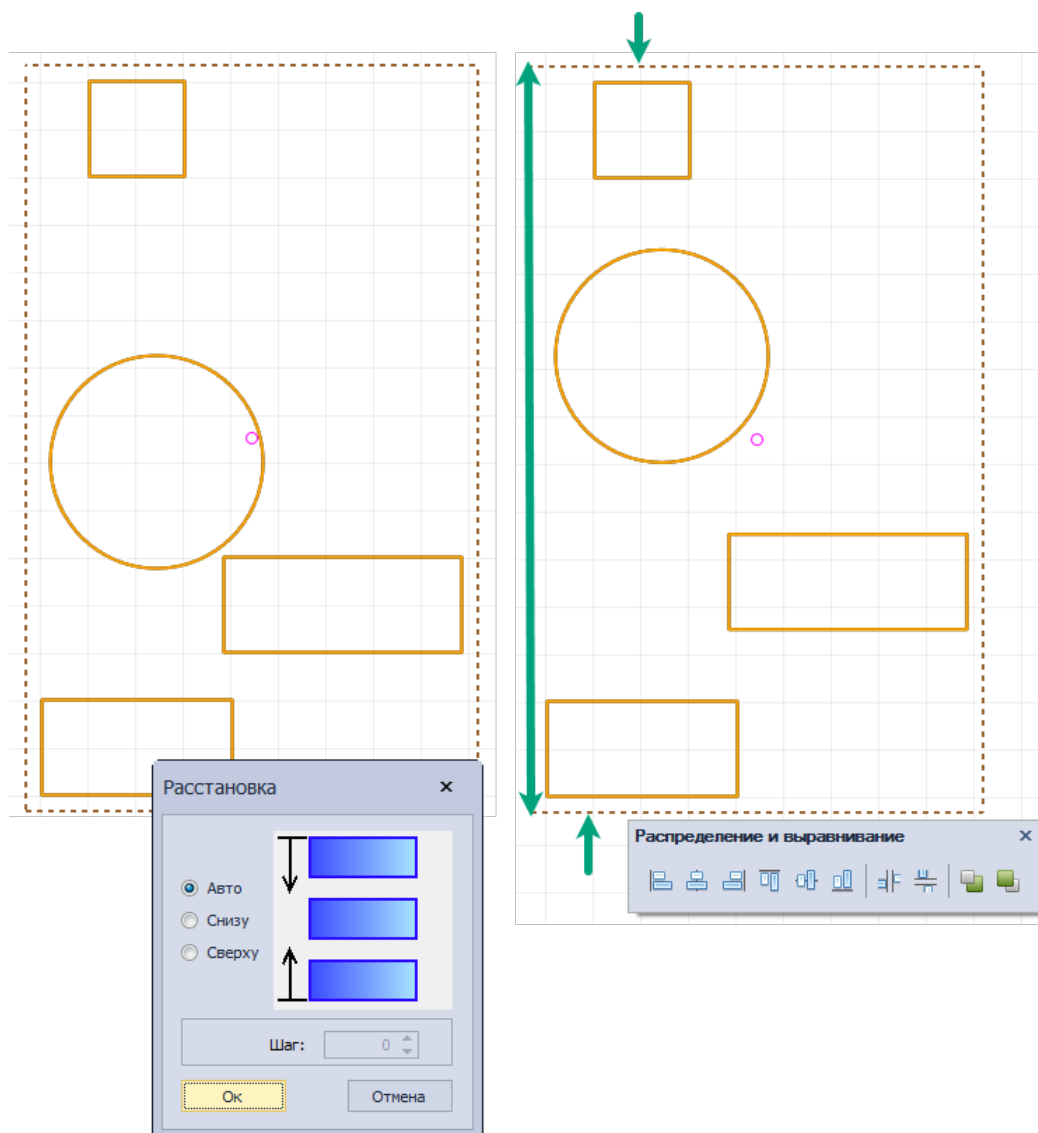 Расстановка
Авто
Снизу
Сверху
Шаг:
0
Ок
Отмена
Распределение и выравнивание